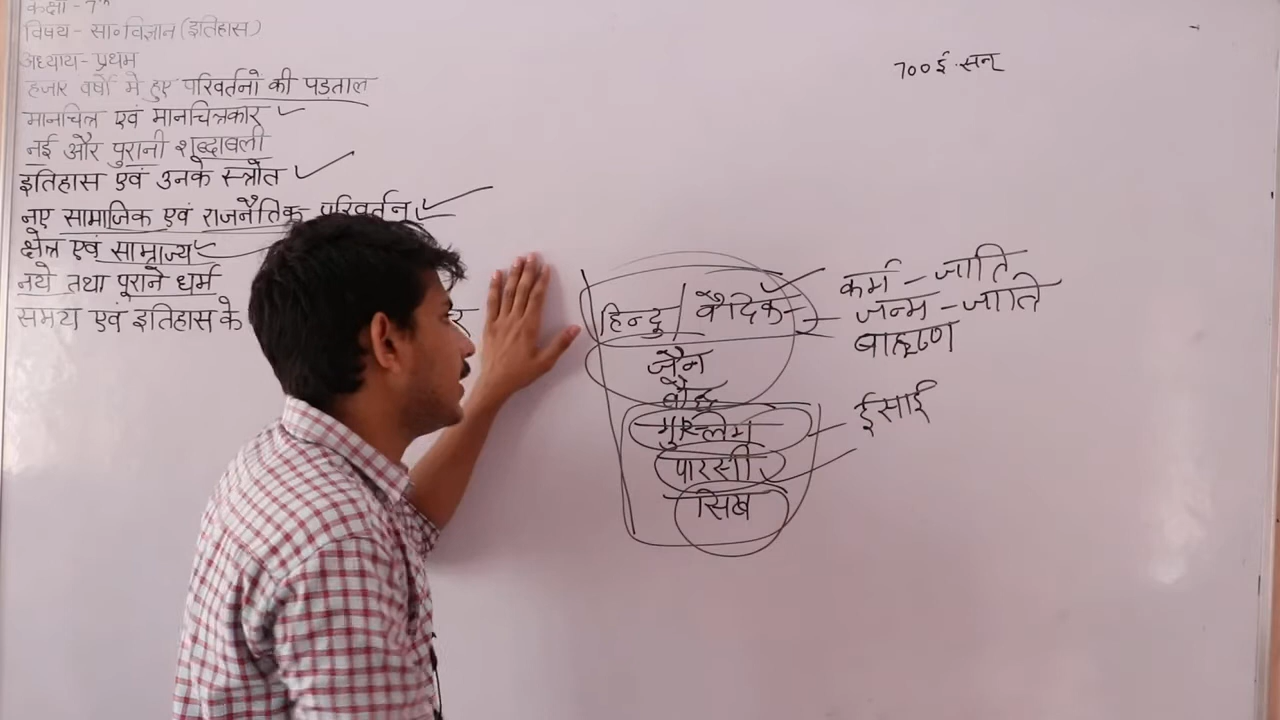 कक्षा - 7th
विषय - सा॰ विज्ञान (इतिहास)
अध्याय - प्रथम
हजार वर्षों में हुए परिवर्तनों की पड़ताल
मानचित्र एवं मानचित्रकार
नई और पुरानी शब्दावली
इतिहास एवं उनके स्त्रोत
नए सामाजिक एवं राजनैतिक परिवर्तन
क्षेत्र एवं साम्राज्य
नये तथा पूराने धर्म
समय एवं इतिहास के
700 ई. सन्
हिन्दु / वैदिक
जैन
बौद्ध
मुस्लिम
पारसी
सिख
कर्म - जाति
जन्म - जाति
बाह्मण
ईसाई